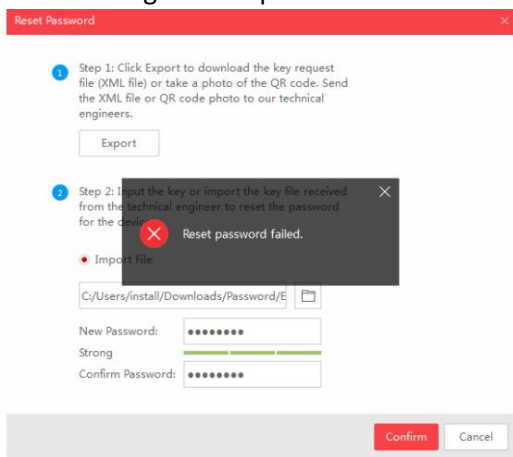 Reset Password
1 Step 1: Click Export to download the key request
file (XML file) or take a photo of the QR code. Send
the XML file or QR code photo to our technical
engineers.
Export
2 Step 2: Input the key or import the key file received
from the technical engineer to reset the password
for the
Reset password failed.
Import File
C:/Users/install/Downloads/Password/E
New Password:
Strong
Confirm Password:
Confirm
Cancel